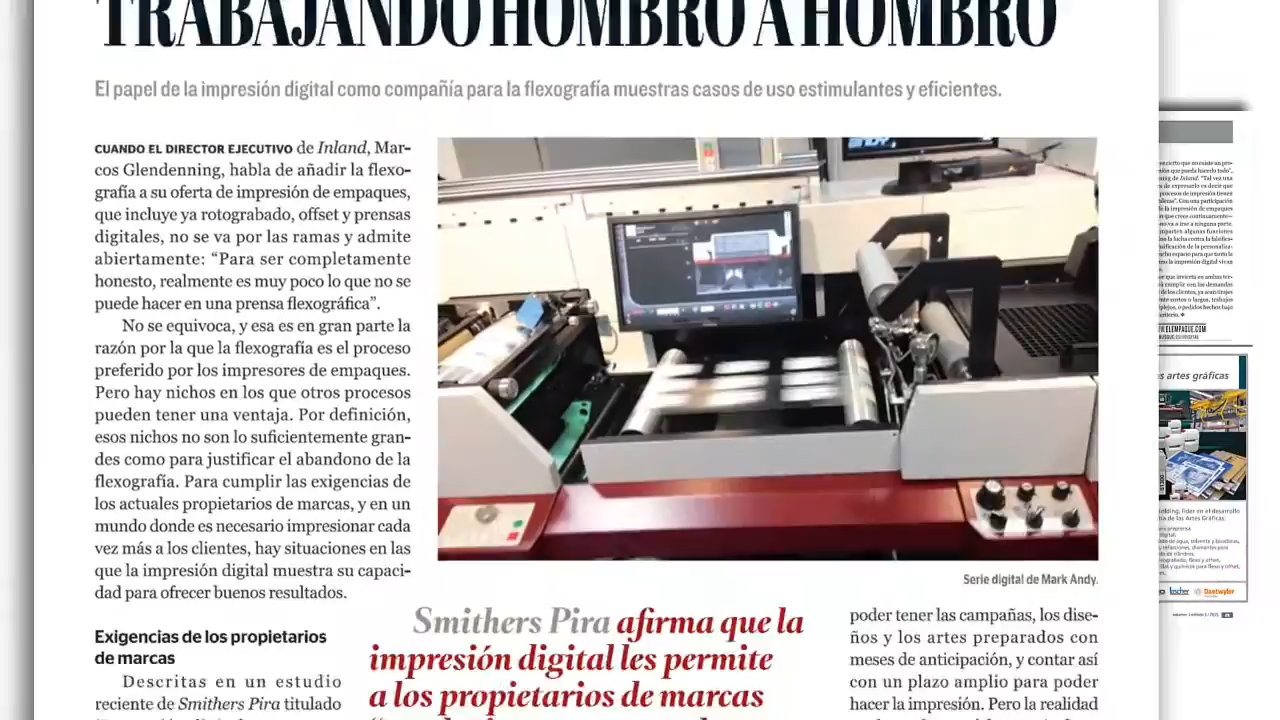 TRABAJANDO HOMBRO A HOMBRO
El papel de la impresión digital como compañía para la flexografía muestras casos de uso estimulantes y eficientes.
CUANDO EL DIRECTOR EJECUTIVO de Inland, Mar-
cos Glendenning, habla de añadir la flexo-
grafía a su oferta de impresión de empaques,
que incluye ya rotograbado, offset y prensas
digitales, no se va por las ramas y admite
abiertamente: “Para ser completamente
honesto, realmente es muy poco lo que no se
puede hacer en una prensa flexográfica”.
No se equivoca, y esa es en gran parte la
razón por la que la flexografía es el proceso
preferido por los impresores de empaques.
Pero hay nichos en los que otros procesos
pueden tener una ventaja. Por definición,
esos nichos no son lo suficientemente gran-
des como para justificar el abandono de la
flexografía. Para cumplir las exigencias de
los actuales propietarios de marcas, y en un
mundo donde es necesario impresionar cada
vez más a los clientes, hay situaciones en las
que la impresión digital muestra su capaci-
dad para ofrecer buenos resultados.
Exigencias de los propietarios
de marcas
Descritas en un estudio
reciente de Smithers Pira titulado
Serie digital de Mark Andy.
Smithers Pira afirma que la
impresión digital les permite
a los propietarios de marcas
poder tener las campañas, los dise-
ños y los artes preparados con
meses de anticipación, y contar así
con un plazo amplio para poder
hacer la impresión. Pero la realidad
s artes gráficas
Daetwyler